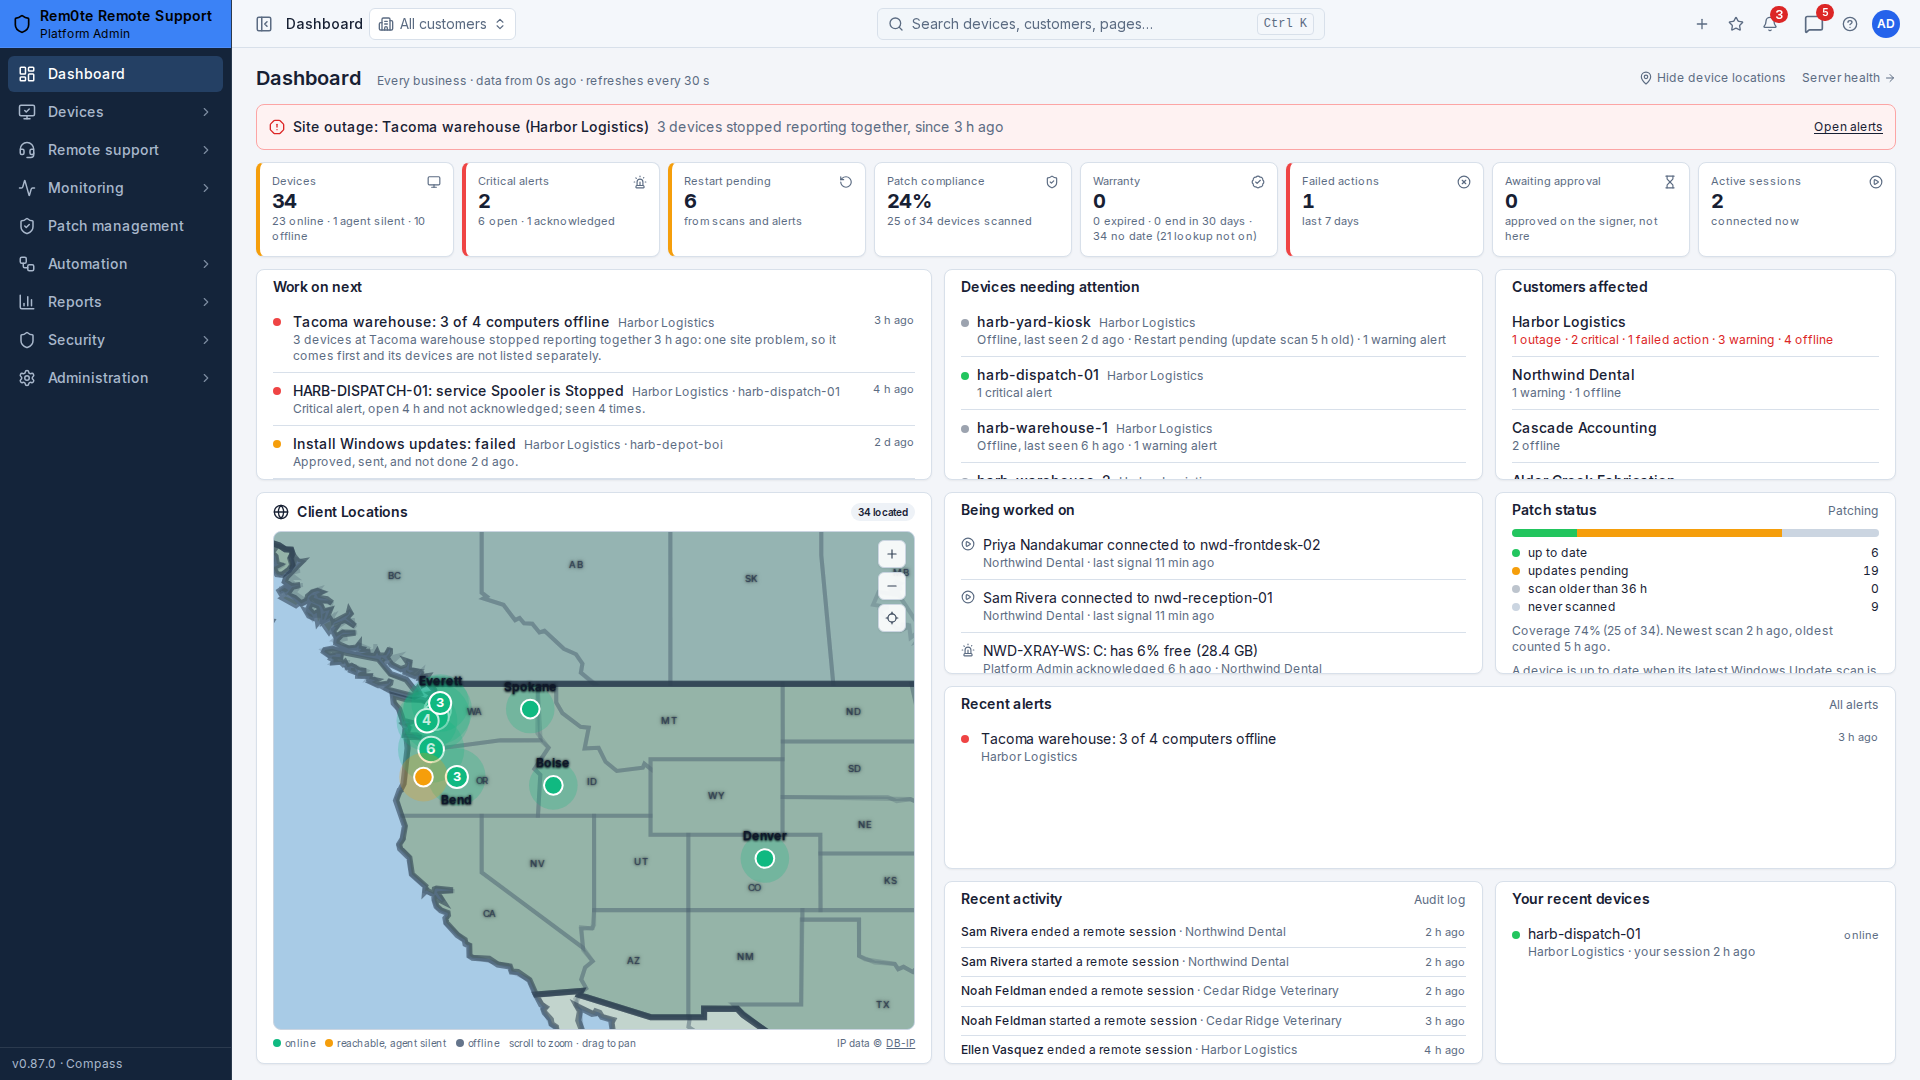 Rem0te Remote Support
Platform Admin
Dashboard
Devices
Remote support
Monitoring
Patch management
Automation
Reports
Security
Administration
v0.87.0 · Compass
Dashboard
All customers
Search devices, customers, pages...
Ctrl K
3
5
AD
Dashboard
Every business · data from 0s ago · refreshes every 30 s
Hide device locations
Server health →
Site outage: Tacoma warehouse (Harbor Logistics) 3 devices stopped reporting together, since 3 h ago
Open alerts
Devices
34
23 online · 1 agent silent · 10
offline
Critical alerts
2
6 open · 1 acknowledged
Restart pending
6
from scans and alerts
Patch compliance
24%
25 of 34 devices scanned
Warranty
0
0 expired · 0 end in 30 days ·
34 no date (21 lookup not on)
Failed actions
1
last 7 days
Awaiting approval
0
approved on the signer, not
here
Active sessions
2
connected now
Work on next
Tacoma warehouse: 3 of 4 computers offline Harbor Logistics
3 h ago
3 devices at Tacoma warehouse stopped reporting together 3 h ago: one site problem, so it
comes first and its devices are not listed separately.
HARB-DISPATCH-01: service Spooler is Stopped Harbor Logistics · harb-dispatch-01
4 h ago
Critical alert, open 4 h and not acknowledged; seen 4 times.
Install Windows updates: failed Harbor Logistics · harb-depot-boi
2 d ago
Approved, sent, and not done 2 d ago.
Devices needing attention
harb-yard-kiosk Harbor Logistics
Offline, last seen 2 d ago · Restart pending (update scan 5 h old) · 1 warning alert
harb-dispatch-01 Harbor Logistics
1 critical alert
harb-warehouse-1 Harbor Logistics
Offline, last seen 6 h ago · 1 warning alert
Customers affected
Harbor Logistics
1 outage · 2 critical · 1 failed action · 3 warning · 4 offline
Northwind Dental
1 warning · 1 offline
Cascade Accounting
2 offline
Client Locations
34 located
BC
AB
SK
MB
Everett
Spokane
3
4
WA
MT
ND
6
Boise
3
OR
ID
SD
WY
Bend
NE
Denver
NV
UT
CO
KS
CA
AZ
NM
TX
online
reachable, agent silent
offline
scroll to zoom · drag to pan
IP data © DB-IP
Being worked on
Priya Nandakumar connected to nwd-frontdesk-02
Northwind Dental · last signal 11 min ago
Sam Rivera connected to nwd-reception-01
Northwind Dental · last signal 11 min ago
NWD-XRAY-WS: C: has 6% free (28.4 GB)
Platform Admin acknowledged 6 h ago · Northwind Dental
Patch status
Patching
up to date 6
updates pending 19
scan older than 36 h 0
never scanned 9
Coverage 74% (25 of 34). Newest scan 2 h ago, oldest
counted 5 h ago.
A device is up to date when its latest Windows Update scan is
Recent alerts
All alerts
Tacoma warehouse: 3 of 4 computers offline
3 h ago
Harbor Logistics
Recent activity
Audit log
Sam Rivera ended a remote session · Northwind Dental 2 h ago
Sam Rivera started a remote session · Northwind Dental 2 h ago
Noah Feldman ended a remote session · Cedar Ridge Veterinary 2 h ago
Noah Feldman started a remote session · Cedar Ridge Veterinary 3 h ago
Ellen Vasquez ended a remote session · Harbor Logistics 4 h ago
Your recent devices
harb-dispatch-01
online
Harbor Logistics · your session 2 h ago